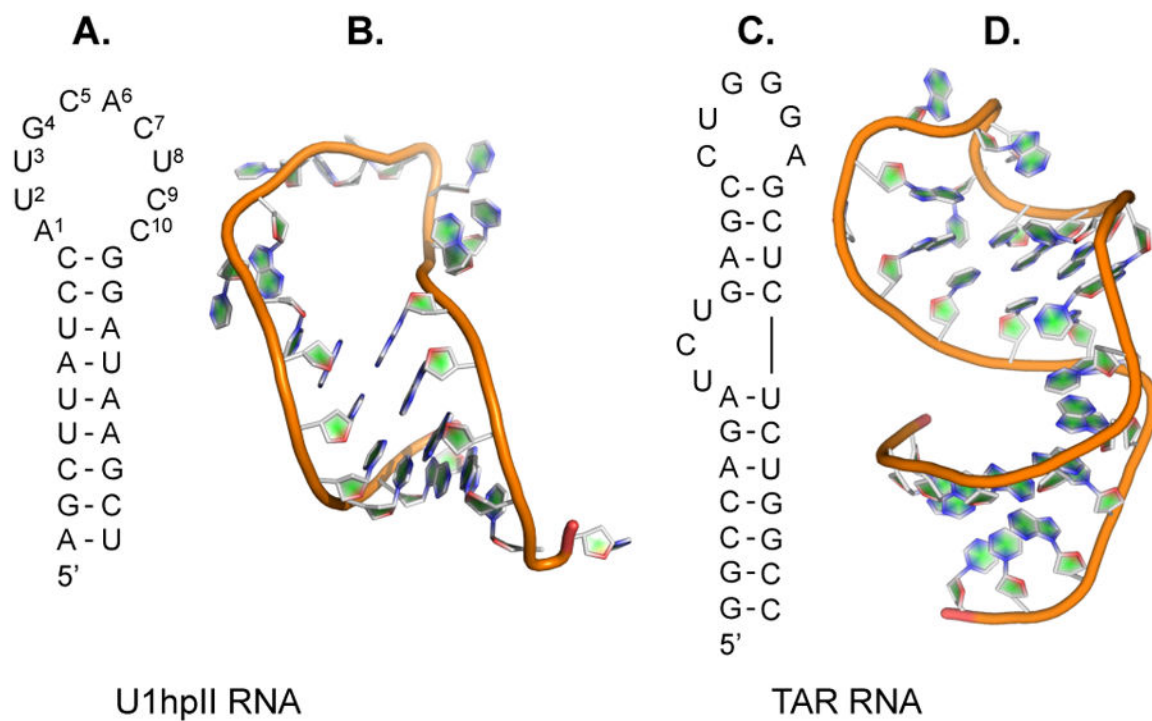 A.
B.
C.
D.
C⁵ A⁶
G⁴ C⁷
U³ U⁸
U² C⁹
A¹ C¹⁰
C - G
C - G
U - A
A - U
U - A
U - A
C - G
G - C
A - U
5'
U1hpII RNA
G G
U G
C A
C - G
G - C
A - U
G - C
U
C
U
A - U
G - C
A - U
C - G
C - G
G - C
G - C
5'
TAR RNA